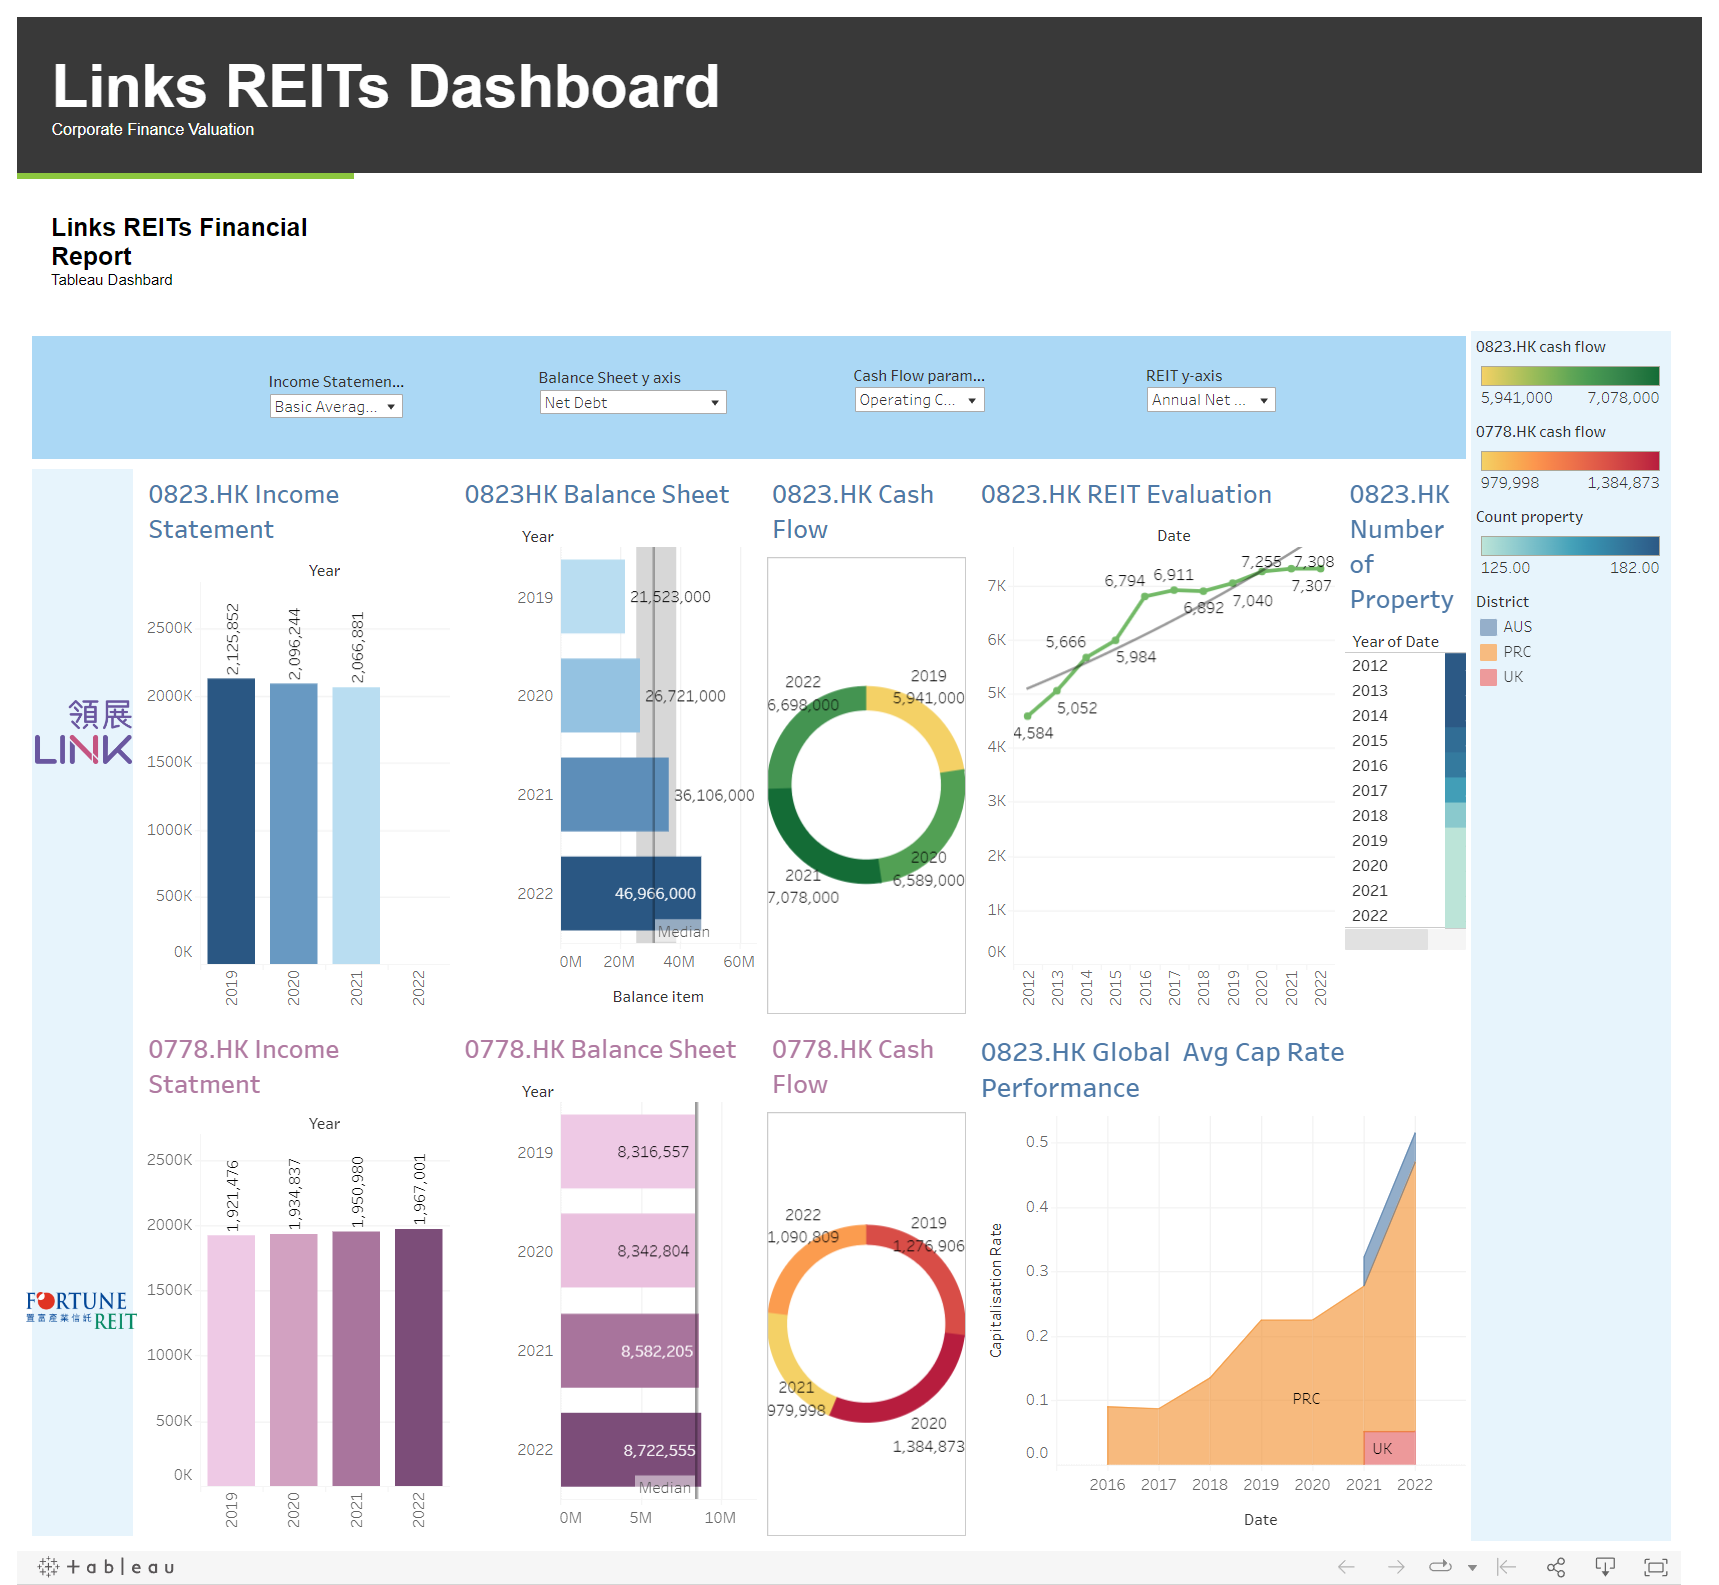 Links REITs Dashboard
Corporate Finance Valuation
Links REITs Financial
Report
Tableau Dashbard
Income Statemen...
Basic Averag...
Balance Sheet y axis
Net Debt
Cash Flow param...
Operating C...
REIT y-axis
Annual Net ...
0823.HK cash flow
5,941,000 7,078,000
0778.HK cash flow
979,998 1,384,873
Count property
125.00 182.00
District
AUS
PRC
UK
領展
LINK
0823.HK Income
Statement
Year
2500K
2000K
1500K
1000K
500K
0K
2,125,852
2,096,244
2,066,881
2019
2020
2021
2022
0823HK Balance Sheet
Year
2019 21,523,000
2020 26,721,000
2021 36,106,000
2022 46,966,000
Median
0M 20M 40M 60M
Balance item
0823.HK Cash
Flow
2022
6,698,000
2019
5,941,000
2021
7,078,000
2020
6,589,000
0823.HK REIT Evaluation
Date
7K
6K
5K
4K
3K
2K
1K
0K
4,584
5,052
5,666
5,984
6,794
6,911
6,892
7,040
7,255
7,308
7,307
2012
2013
2014
2015
2016
2017
2018
2019
2020
2021
2022
0823.HK
Number
of
Property
Year of Date
2012
2013
2014
2015
2016
2017
2018
2019
2020
2021
2022
FORTUNE
置富產業信託 REIT
0778.HK Income
Statment
Year
2500K
2000K
1500K
1000K
500K
0K
1,921,476
1,934,837
1,950,980
1,967,001
2019
2020
2021
2022
0778.HK Balance Sheet
Year
2019 8,316,557
2020 8,342,804
2021 8,582,205
2022 8,722,555
Median
0M 5M 10M
0778.HK Cash
Flow
2022
1,090,809
2019
1,276,906
2021
979,998
2020
1,384,873
0823.HK Global Avg Cap Rate
Performance
Capitalisation Rate
0.5
0.4
0.3
0.2
0.1
0.0
PRC
UK
2016 2017 2018 2019 2020 2021 2022
Date
+ableau